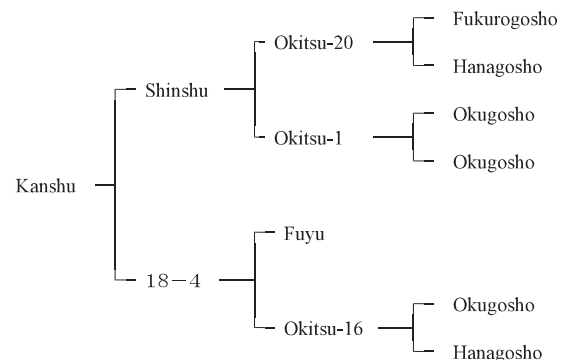 Fukurogosho
Okitsu-20
Hanagosho
Shinshu
Okugosho
Okitsu-1
Okugosho
Kanshu
Fuyu
18-4
Okugosho
Okitsu-16
Hanagosho